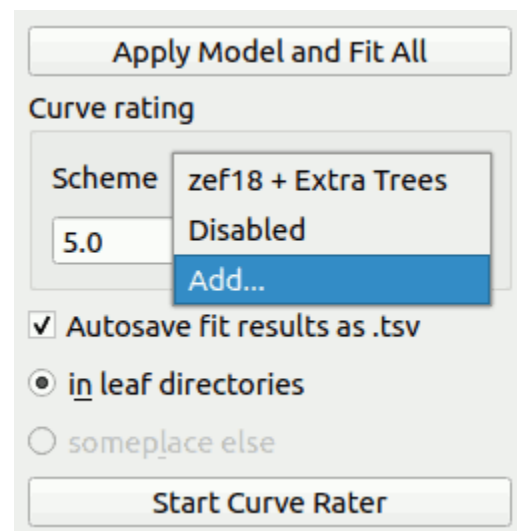 Apply Model and Fit All
Curve rating
Scheme
zef18 + Extra Trees
Disabled
5.0
Add...
Autosave fit results as .tsv
in leaf directories
someplace else
Start Curve Rater